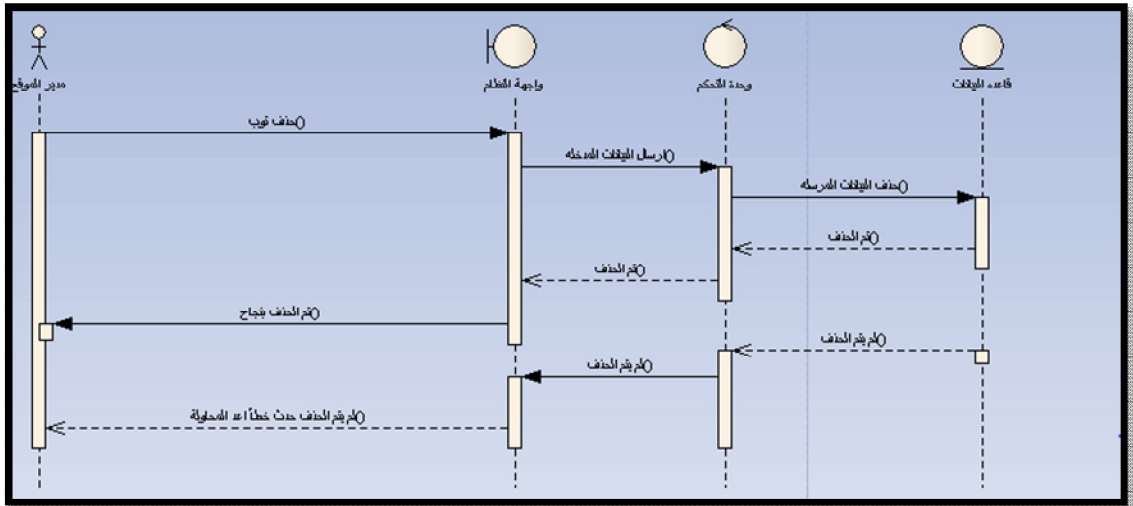 مدير الموقع
واجهة النظام
وحدة التحكم
قاعده البيانات
حذف ثوب()
ارسال البيانات المدخله()
حذف البيانات المرسله()
تم الحذف()
تم الحذف()
تم الحذف بنجاح()
لم يتم الحذف()
لم يتم الحذف()
لم يتم الحذف حدث خطأ اعد المحاولة()